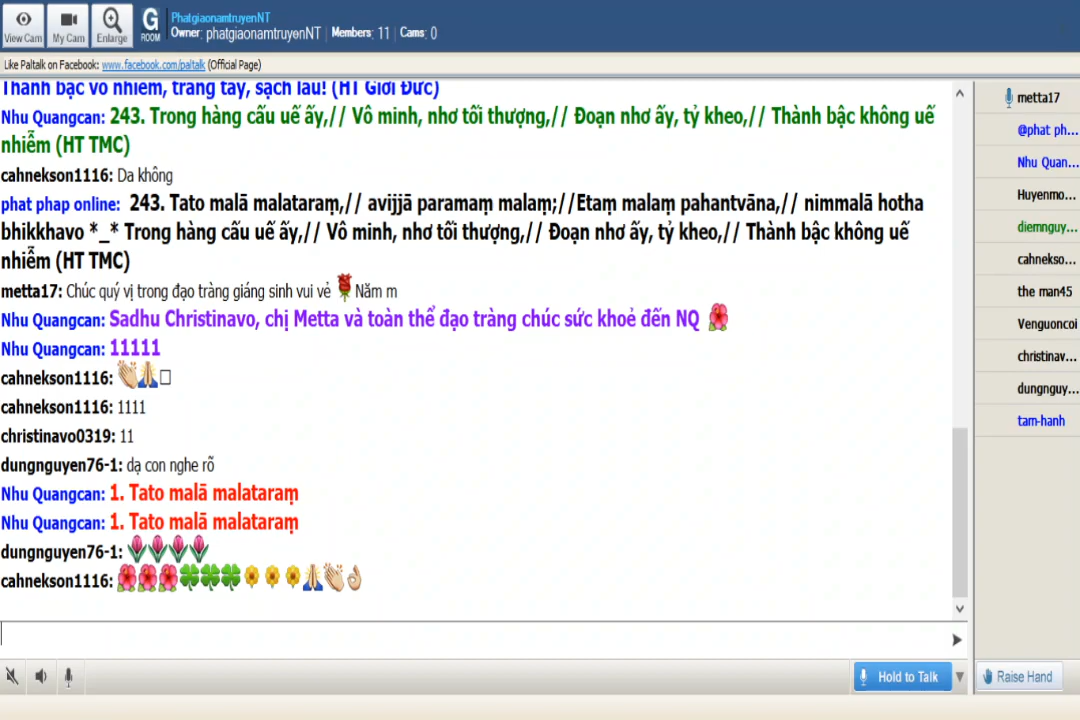 View Cam
My Cam
Enlarge
G
ROOM
PhatgiaonamtruyenNT
Owner: phatgiaonamtruyenNT | Members: 11 | Cams: 0
Like Paltalk on Facebook: www.facebook.com/paltalk (Official Page)
Thành bậc vô nhiễm, trắng tay, sạch lầu! (HT Giới Đức)
Nhu Quangcan: 243. Trong hàng cấu uế ấy,// Vô minh, nhơ tối thượng,// Đoạn nhơ ấy, tỷ kheo,// Thành bậc không uế
nhiễm (HT TMC)
cahnekson1116: Da không
phat phap online: 243. Tato malā malataraṃ,// avijjā paramaṃ malaṃ;//Etaṃ malaṃ pahantvāna,// nimmalā hotha
bhikkhavo *_* Trong hàng cấu uế ấy,// Vô minh, nhơ tối thượng,// Đoạn nhơ ấy, tỷ kheo,// Thành bậc không uế
nhiễm (HT TMC)
metta17: Chúc quý vị trong đạo tràng giáng sinh vui vẻ 🌹 Năm m
Nhu Quangcan: Sadhu Christinavo, chị Metta và toàn thể đạo tràng chúc sức khoẻ đến NQ 🌺
Nhu Quangcan: 11111
cahnekson1116: 👏🙏□
cahnekson1116: 1111
christinavo0319: 11
dungnguyen76-1: dạ con nghe rõ
Nhu Quangcan: 1. Tato malā malataraṃ
Nhu Quangcan: 1. Tato malā malataraṃ
dungnguyen76-1: 🌷🌷🌷🌷
cahnekson1116: 🌺🌺🌺🍀🍀🍀🌼🌼🌼🙏👏👌
metta17
@phat ph...
Nhu Quan...
Huyenmo...
diemnguy...
cahnekso...
the man45
Venguoncoi
christinav...
dungnguy...
tam-hanh
Hold to Talk
Raise Hand